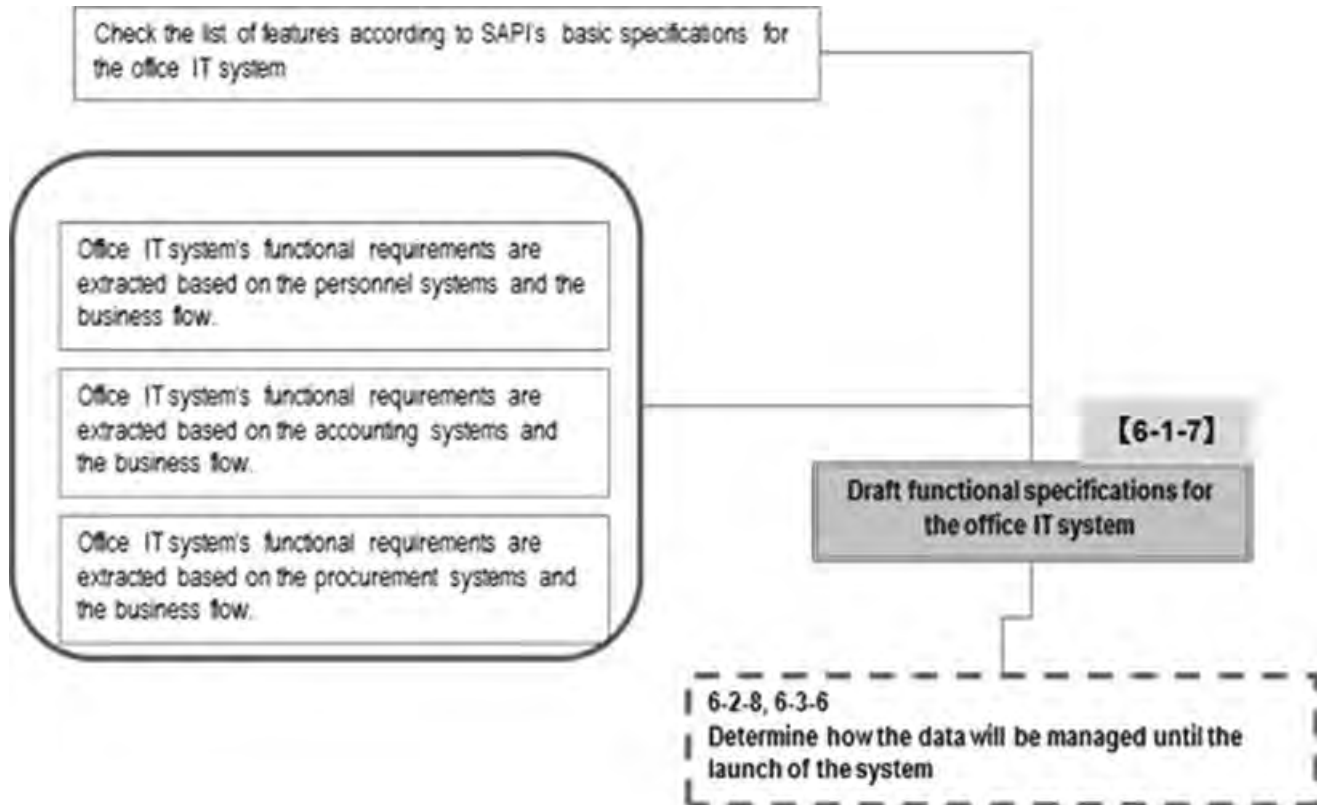 Check the list of features according to SAPI's basic specifications for
the office IT system
Office IT system's functional requirements are
extracted based on the personnel systems and the
business flow.
Office IT system's functional requirements are
extracted based on the accounting systems and
the business flow.
Office IT system's functional requirements are
extracted based on the procurement systems and
the business flow.
【6-1-7】
Draft functional specifications for
the office IT system
6-2-8, 6-3-6
Determine how the data will be managed until the
launch of the system